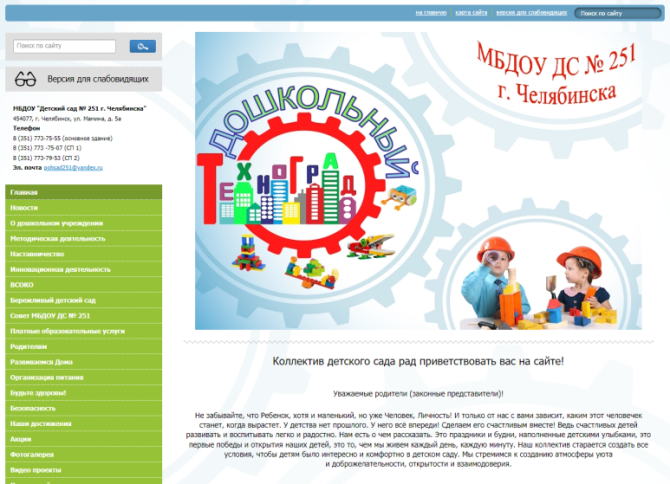 на главную карта сайта версия для слабовидящих Поиск по сайту
Поиск по сайту
Версия для слабовидящих
МБДОУ "Детский сад № 251 г. Челябинска"
454077, г. Челябинск, ул. Мамина, д. 5а
Телефон
8 (351) 773-75-55 (основное здание)
8 (351) 773 -75-07 (СП 1)
8 (351) 773-79-53 (СП 2)
Эл. почта
Главная
Новости
О дошкольном учреждении
Методическая деятельность
Наставничество
Инновационная деятельность
ВСОКО
Бережливый детский сад
Совет МБДОУ ДС № 251
Платные образовательные услуги
Родителям
Развиваемся Дома
Организация питания
Будьте здоровы!
Безопасность
Наши достижения
Акции
Фотогалерея
Видео проекты
МБДОУ ДС № 251
г. Челябинска
ДОШКОЛЬНЫЙ
ТЕХНОГРАД
Коллектив детского сада рад приветствовать вас на сайте!
Уважаемые родители (законные представители)!
Не забывайте, что Ребенок, хотя и маленький, но уже Человек, Личность! И только от нас с вами зависит, каким этот человечек
станет, когда вырастет. У детства нет прошлого. У него всё впереди! Сделаем его счастливым вместе! Ведь счастливых детей
развивать и воспитывать легко и радостно. Нам есть о чем рассказать. Это праздники и будни, наполненные детскими улыбками, это
первые победы и открытия наших детей, это то, чем мы живем каждый день, каждую минуту. Наш коллектив старается создать все
условия, чтобы детям было интересно и комфортно в детском саду. Мы стремимся к созданию атмосферы уюта
и доброжелательности, открытости и взаимодоверия.